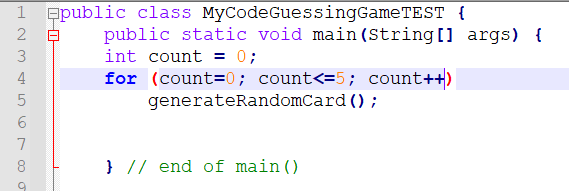 1 public class MyCodeGuessingGameTEST {
2 public static void main(String[] args) {
3 int count = 0;
4 for (count=0; count<=5; count++)
5 generateRandomCard();
6
7
8 } // end of main()
9